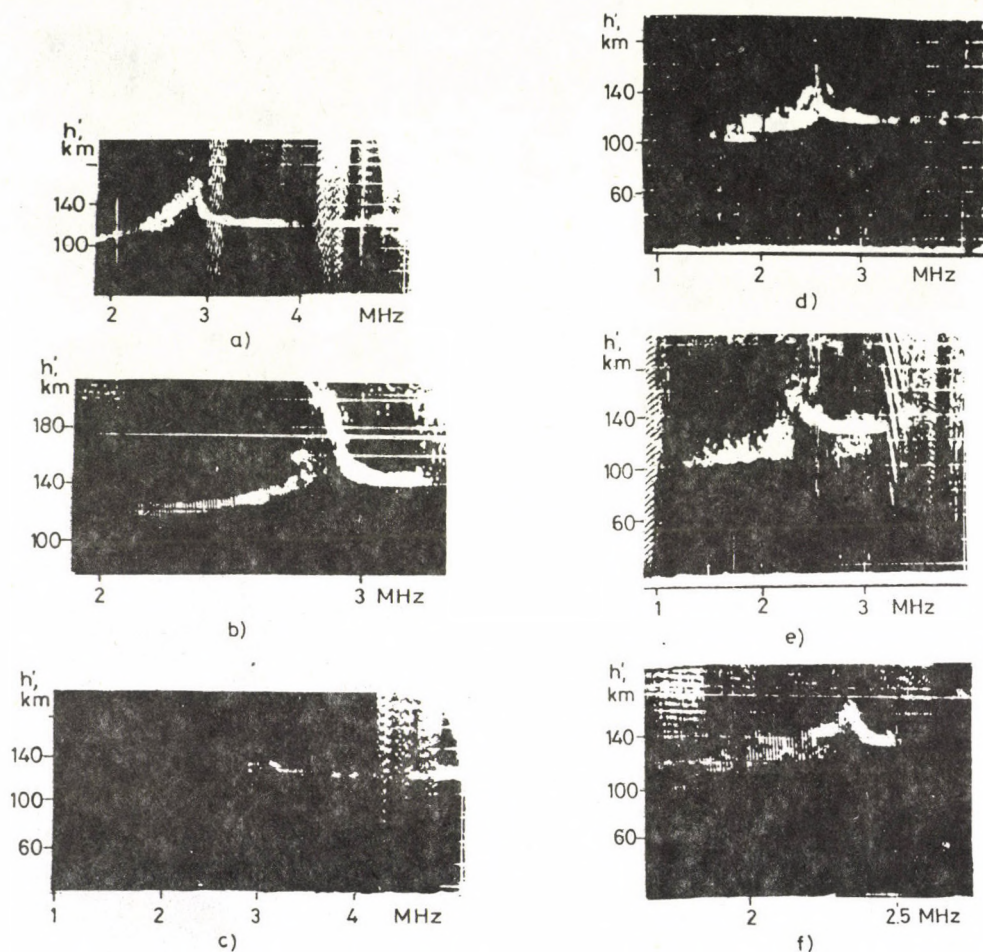 h',
km
140
100
2 3 4 MHz
a)
h',
km
180
140
100
2 3 MHz
b)
h',
km
140
100
60
1 2 3 4 MHz
c)
h',
km
140
100
60
1 2 3 MHz
d)
h',
km
140
100
60
1 2 3 MHz
e)
h',
km
140
100
60
2 2.5 MHz
f)